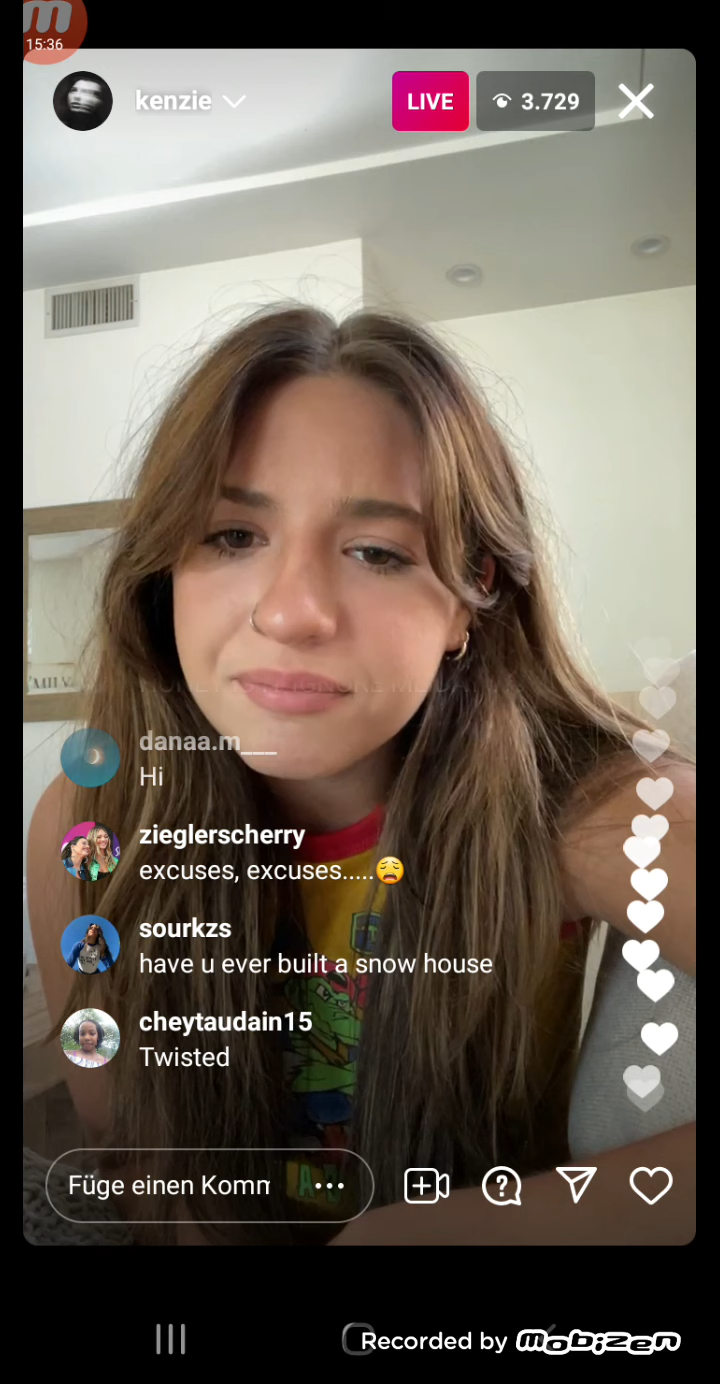 15:36
kenzie
LIVE
3.729
danaa.m___
Hi
zieglerscherry
excuses, excuses.....😩
sourkzs
have u ever built a snow house
cheytaudain15
Twisted
Füge einen Komm
Recorded by mobizen